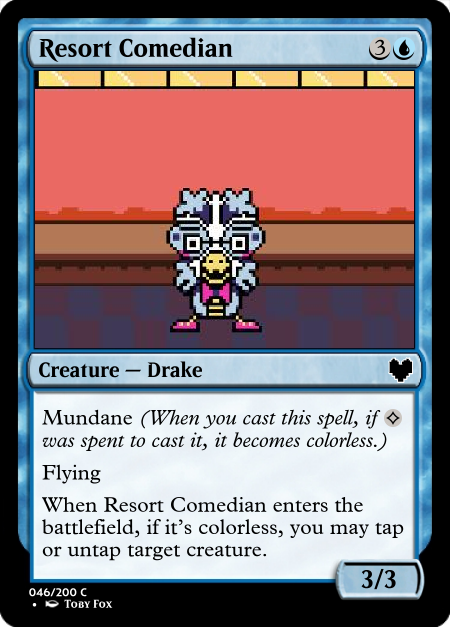 Resort Comedian 3
Creature — Drake
Mundane (When you cast this spell, if
was spent to cast it, it becomes colorless.)
Flying
When Resort Comedian enters the
battlefield, if it's colorless, you may tap
or untap target creature.
3/3
046/200 C
• Toby Fox